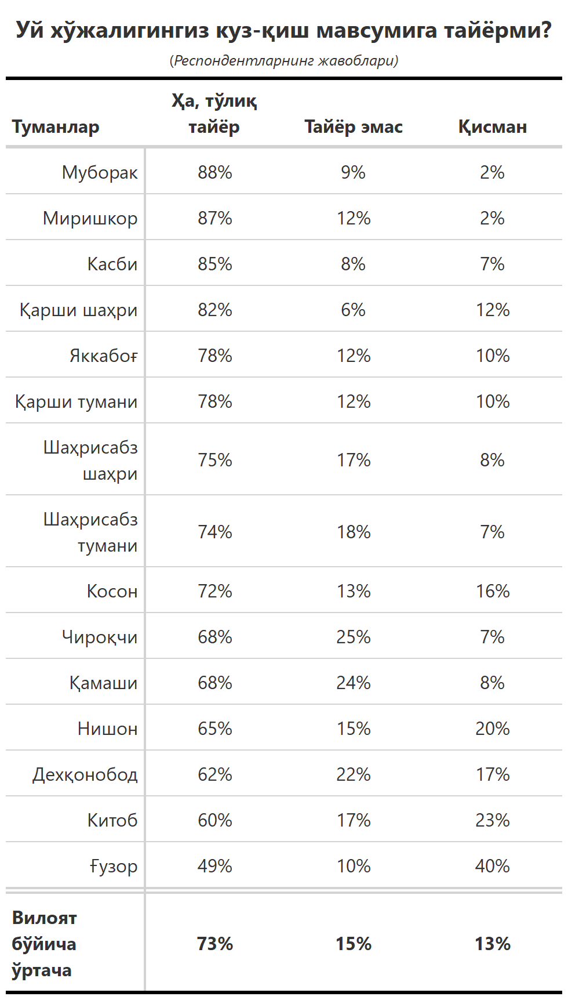 Уй хўжалигингиз куз-қиш мавсумига тайёрми?
(Респондентларнинг жавоблари)
Туманлар Ҳа, тўлиқ тайёр Тайёр эмас Қисман
Муборак 88% 9% 2%
Миришкор 87% 12% 2%
Касби 85% 8% 7%
Қарши шаҳри 82% 6% 12%
Яккабоғ 78% 12% 10%
Қарши тумани 78% 12% 10%
Шаҳрисабз шаҳри 75% 17% 8%
Шаҳрисабз тумани 74% 18% 7%
Косон 72% 13% 16%
Чироқчи 68% 25% 7%
Қамаши 68% 24% 8%
Нишон 65% 15% 20%
Дехқонобод 62% 22% 17%
Китоб 60% 17% 23%
Ғузор 49% 10% 40%
Вилоят бўйича ўртача 73% 15% 13%